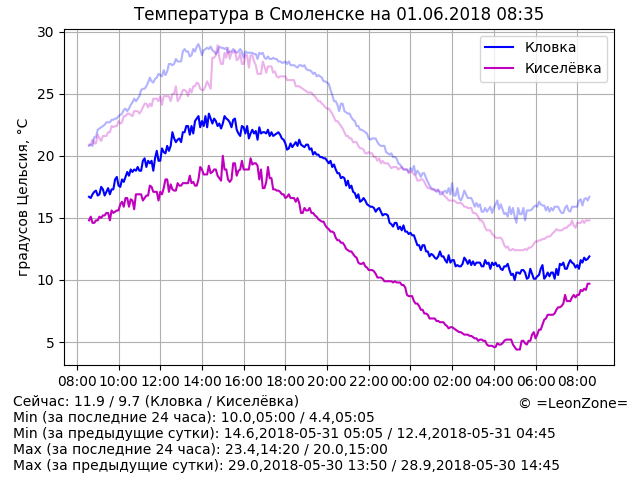 Температура в Смоленске на 01.06.2018 08:35
30
25
20
15
10
5
градусов Цельсия, °C
Кловка
Киселёвка
08:00 10:00 12:00 14:00 16:00 18:00 20:00 22:00 00:00 02:00 04:00 06:00 08:00
Сейчас: 11.9 / 9.7 (Кловка / Киселёвка)
© =LeonZone=
Min (за последние 24 часа): 10.0,05:00 / 4.4,05:05
Min (за предыдущие сутки): 14.6,2018-05-31 05:05 / 12.4,2018-05-31 04:45
Max (за последние 24 часа): 23.4,14:20 / 20.0,15:00
Max (за предыдущие сутки): 29.0,2018-05-30 13:50 / 28.9,2018-05-30 14:45